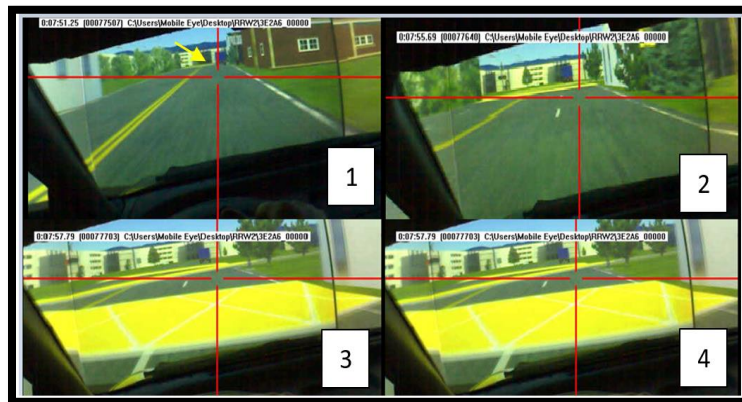 0:07:51.25 [00077507] C:\Users\Mobile Eye\Desktop\RRW2\3E2A6_00000
0:07:55.69 [00077640] C:\Users\Mobile Eye\Desktop\RRW2\3E2A6_00000
1
2
0:07:57.79 [00077703] C:\Users\Mobile Eye\Desktop\RRW2\3E2A6_00000
0:07:57.79 [00077703] C:\Users\Mobile Eye\Desktop\RRW2\3E2A6_00000
3
4